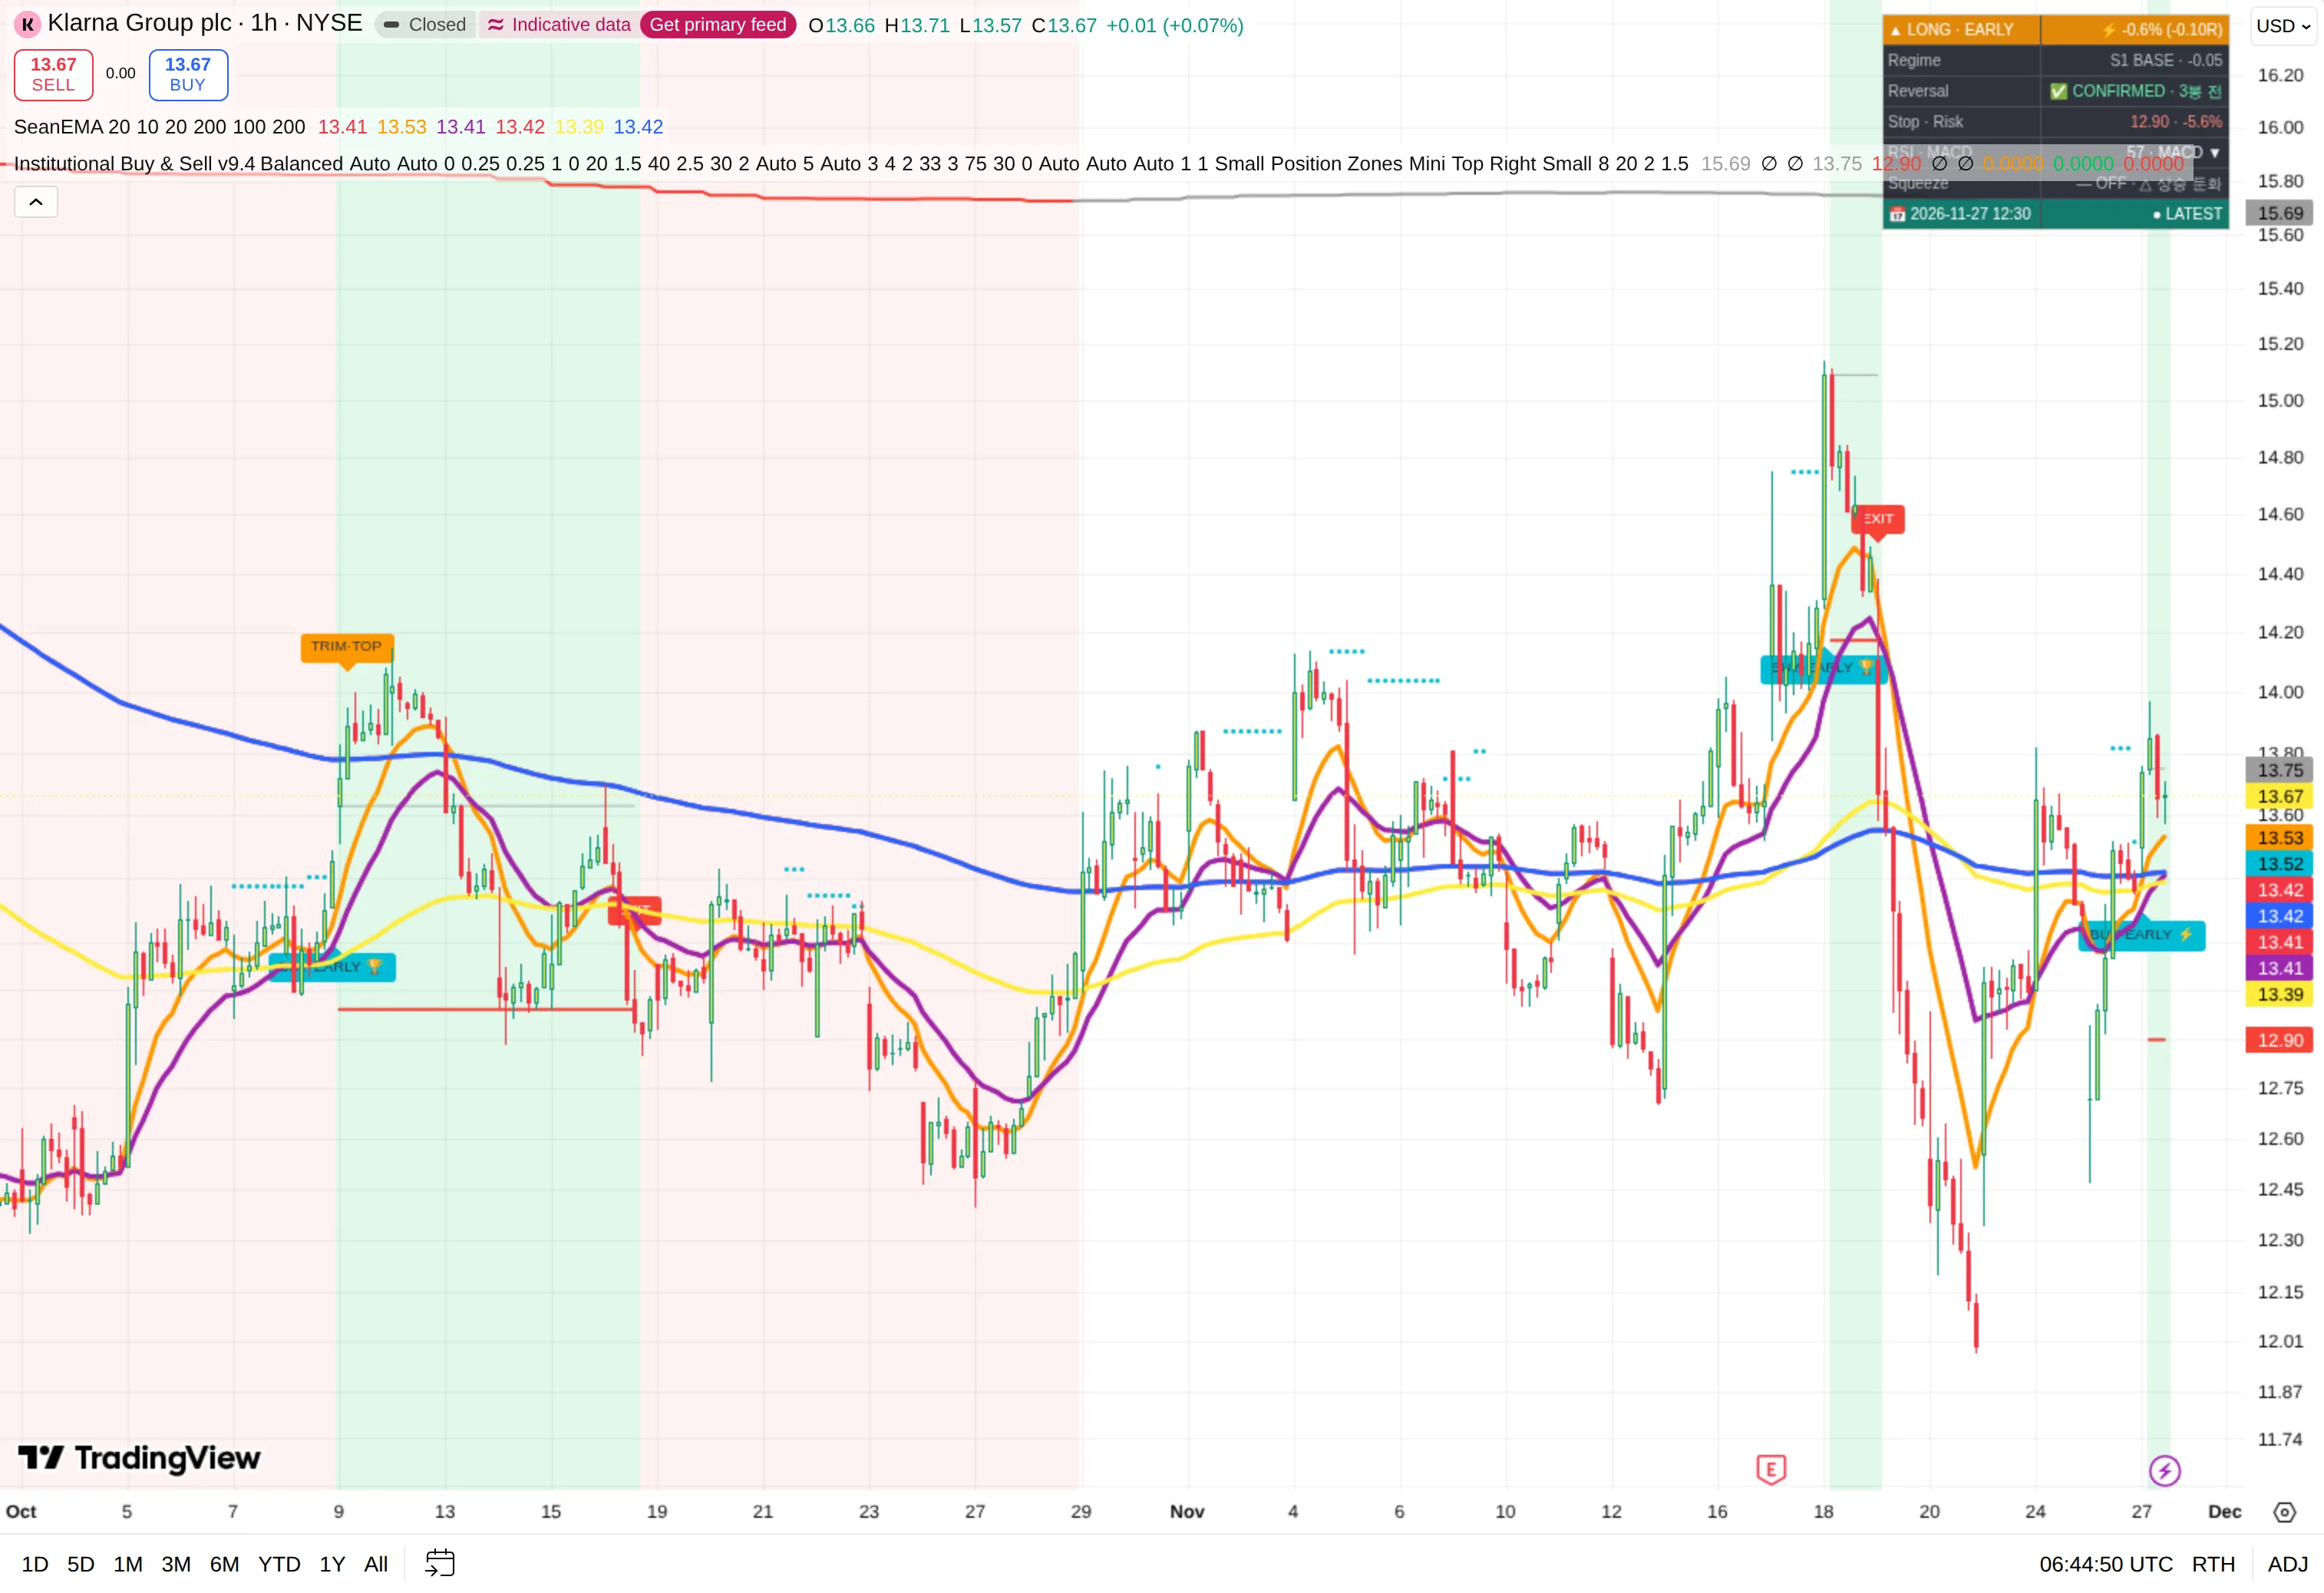 Klarna Group plc · 1h · NYSE Closed Indicative data Get primary feed O13.66 H13.71 L13.57 C13.67 +0.01 (+0.07%)
USD
13.67 SELL 0.00 13.67 BUY
SeanEMA 20 10 20 200 100 200 13.41 13.53 13.41 13.42 13.39 13.42
Institutional Buy & Sell v9.4 Balanced Auto Auto 0 0.25 0.25 1 0 20 1.5 40 2.5 30 2 Auto 5 Auto 3 4 2 33 3 75 30 0 Auto Auto Auto 1 1 Small Position Zones Mini Top Right Small 8 20 2 1.5 15.69 ∅ ∅ 13.75 12.90 ∅ ∅ 0.0000 0.0000 0.0000
▲ LONG · EARLY ⚡ -0.6% (-0.10R)
Regime S1 BASE · -0.05
Reversal ✅ CONFIRMED · 3봉 전
Stop · Risk 12.90 · -5.6%
RSI · MACD 57 · MACD ▼
Squeeze — OFF · △ 상승 둔화
📅 2026-11-27 12:30 ● LATEST
16.20
16.00
15.80
15.69
15.60
15.40
15.20
15.00
14.80
14.60
14.40
14.20
14.00
13.80
13.75
13.67
13.60
13.53
13.52
13.42
13.42
13.41
13.41
13.39
12.90
12.75
12.60
12.45
12.30
12.15
12.01
11.87
11.74
TRIM·TOP
EARLY 🏆
EXIT
EARLY ⚡
TradingView
E
Oct 5 7 9 13 15 19 21 23 27 29 Nov 4 6 10 12 16 18 20 24 27 Dec
1D 5D 1M 3M 6M YTD 1Y All 06:44:50 UTC RTH ADJ